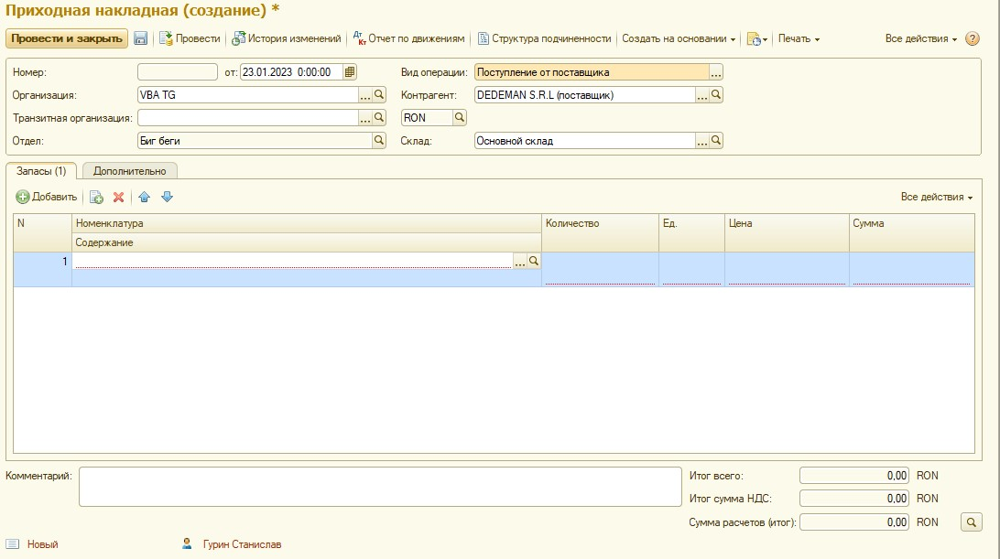 Приходная накладная (создание) *
Провести и закрыть Провести История изменений Дт Кт Отчет по движениям Структура подчиненности Создать на основании Печать Все действия ?
Номер: от: 23.01.2023 0:00:00 Вид операции: Поступление от поставщика ...
Организация: VBA TG ... Контрагент: DEDEMAN S.R.L (поставщик) ...
Транзитная организация: ... RON
Отдел: Биг беги Склад: Основной склад ...
Запасы (1) Дополнительно
Добавить Все действия
N Номенклатура Количество Ед. Цена Сумма
Содержание
1 ...
Комментарий: Итог всего: 0,00 RON
Итог сумма НДС: 0,00 RON
Сумма расчетов (итог): 0,00 RON
Новый Гурин Станислав